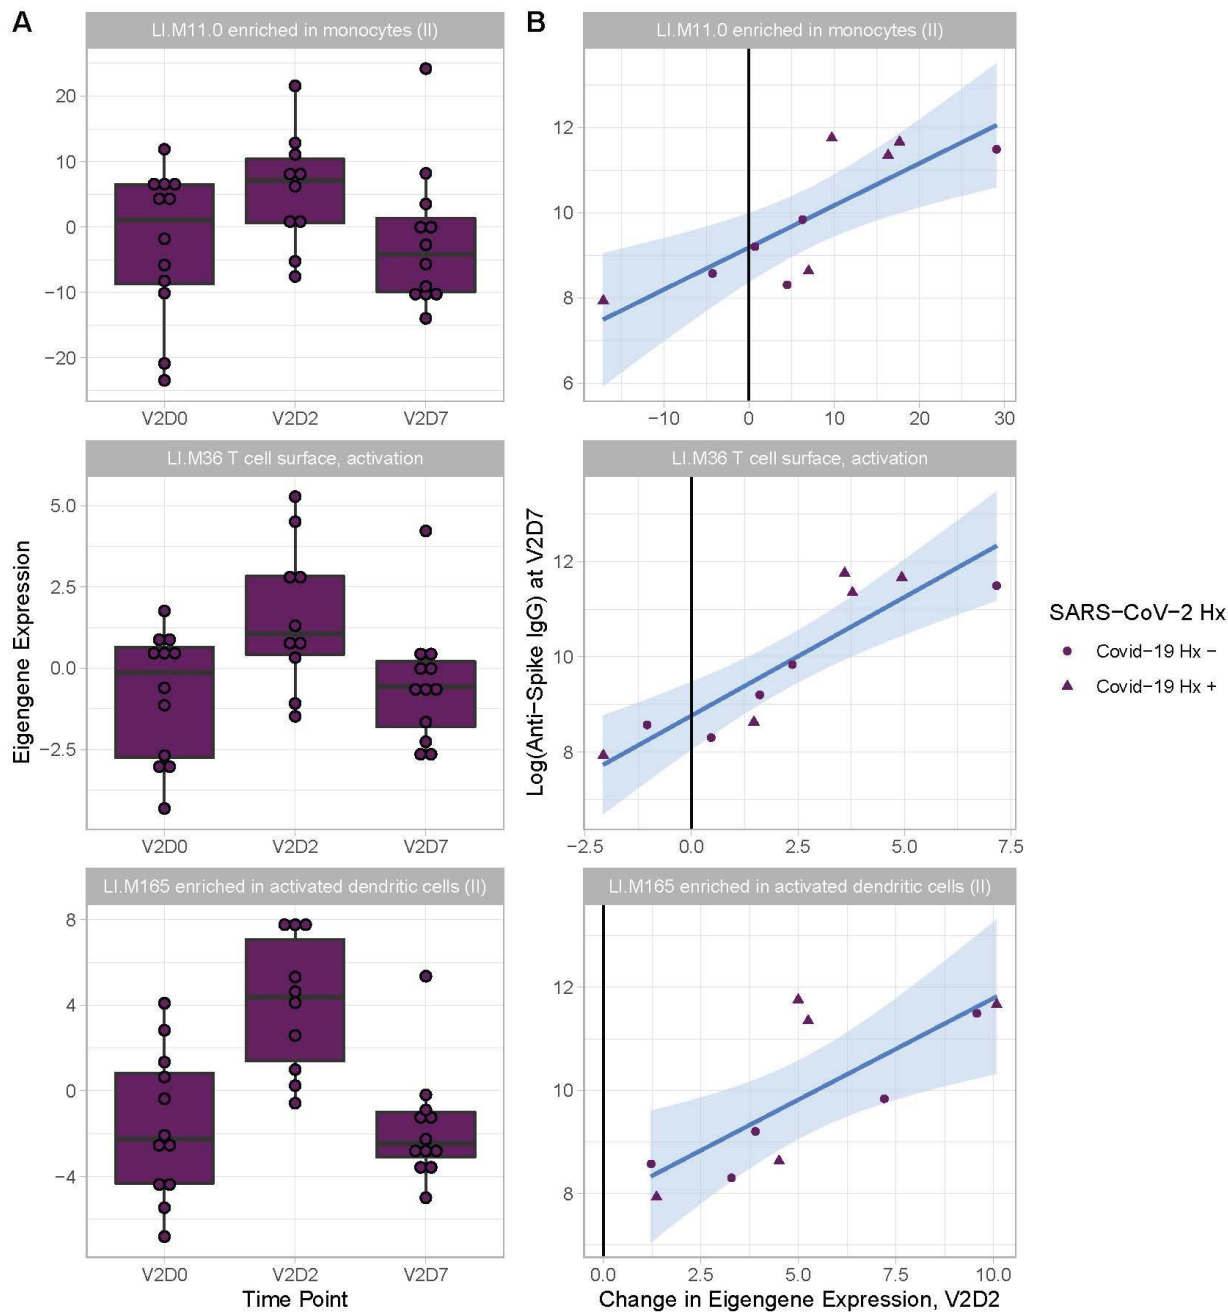 A
B
LI.M11.0 enriched in monocytes (II)
20
10
0
−10
−20
V2D0 V2D2 V2D7
LI.M11.0 enriched in monocytes (II)
12
10
8
6
−10 0 10 20 30
LI.M36 T cell surface, activation
5.0
2.5
0.0
−2.5
V2D0 V2D2 V2D7
Eigengene Expression
LI.M36 T cell surface, activation
12
10
8
−2.5 0.0 2.5 5.0 7.5
Log(Anti−Spike IgG) at V2D7
LI.M165 enriched in activated dendritic cells (II)
8
4
0
−4
V2D0 V2D2 V2D7
Time Point
LI.M165 enriched in activated dendritic cells (II)
12
10
8
0.0 2.5 5.0 7.5 10.0
Change in Eigengene Expression, V2D2
SARS−CoV−2 Hx
Covid−19 Hx −
Covid−19 Hx +